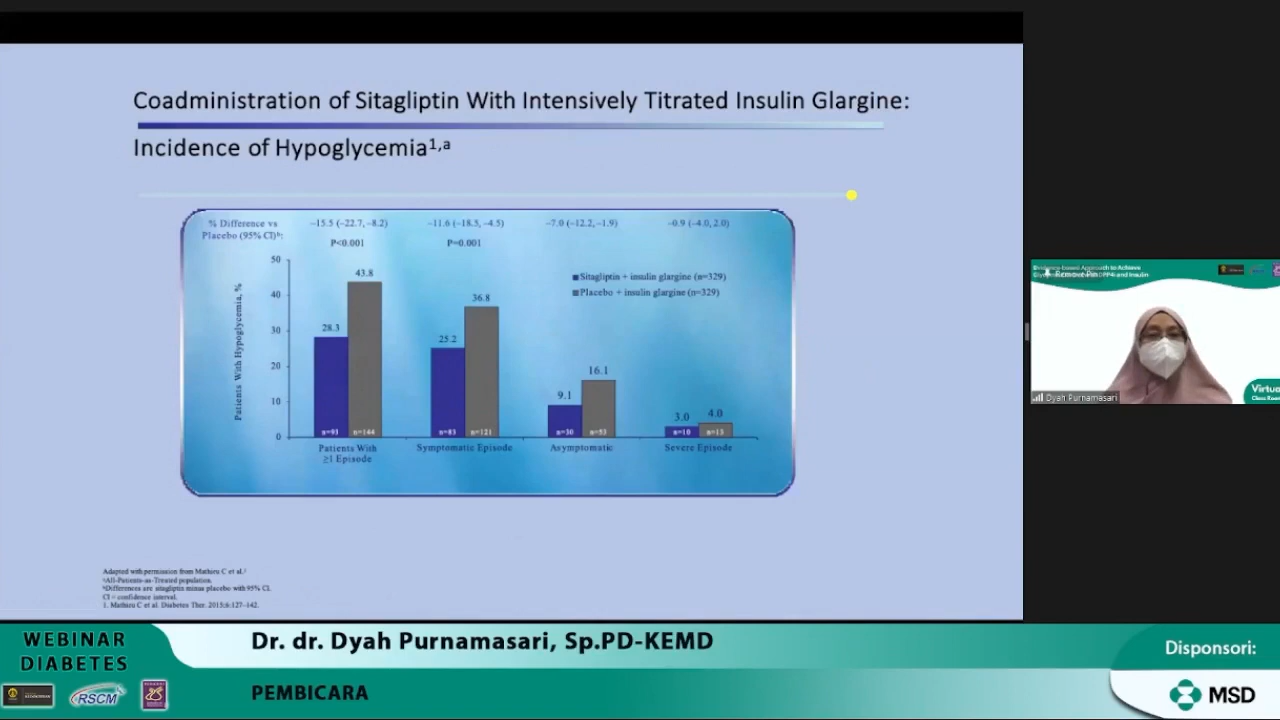 Coadministration of Sitagliptin With Intensively Titrated Insulin Glargine:
Incidence of Hypoglycemia1,a
% Difference vs
Placebo (95% CI)b:
–15.5 (–22.7, –8.2)
–11.6 (–18.5, –4.5)
–7.0 (–12.2, –1.9)
–0.9 (–4.0, 2.0)
P<0.001
P=0.001
Patients With Hypoglycemia, %
50
40
30
20
10
0
Sitagliptin + insulin glargine (n=329)
Placebo + insulin glargine (n=329)
28.3
43.8
25.2
36.8
9.1
16.1
3.0
4.0
n=93
n=144
n=83
n=121
n=30
n=53
n=10
n=13
Patients With
≥1 Episode
Symptomatic Episode
Asymptomatic
Severe Episode
Adapted with permission from Mathieu C et al.1
aAll-Patients-as-Treated population.
bDifferences are sitagliptin minus placebo with 95% CI.
CI = confidence interval.
1. Mathieu C et al. Diabetes Ther. 2015;6:127–142.
Dyah Purnamasari
Virtua
WEBINAR
DIABETES
RSCM
Dr. dr. Dyah Purnamasari, Sp.PD-KEMD
PEMBICARA
Disponsori:
MSD